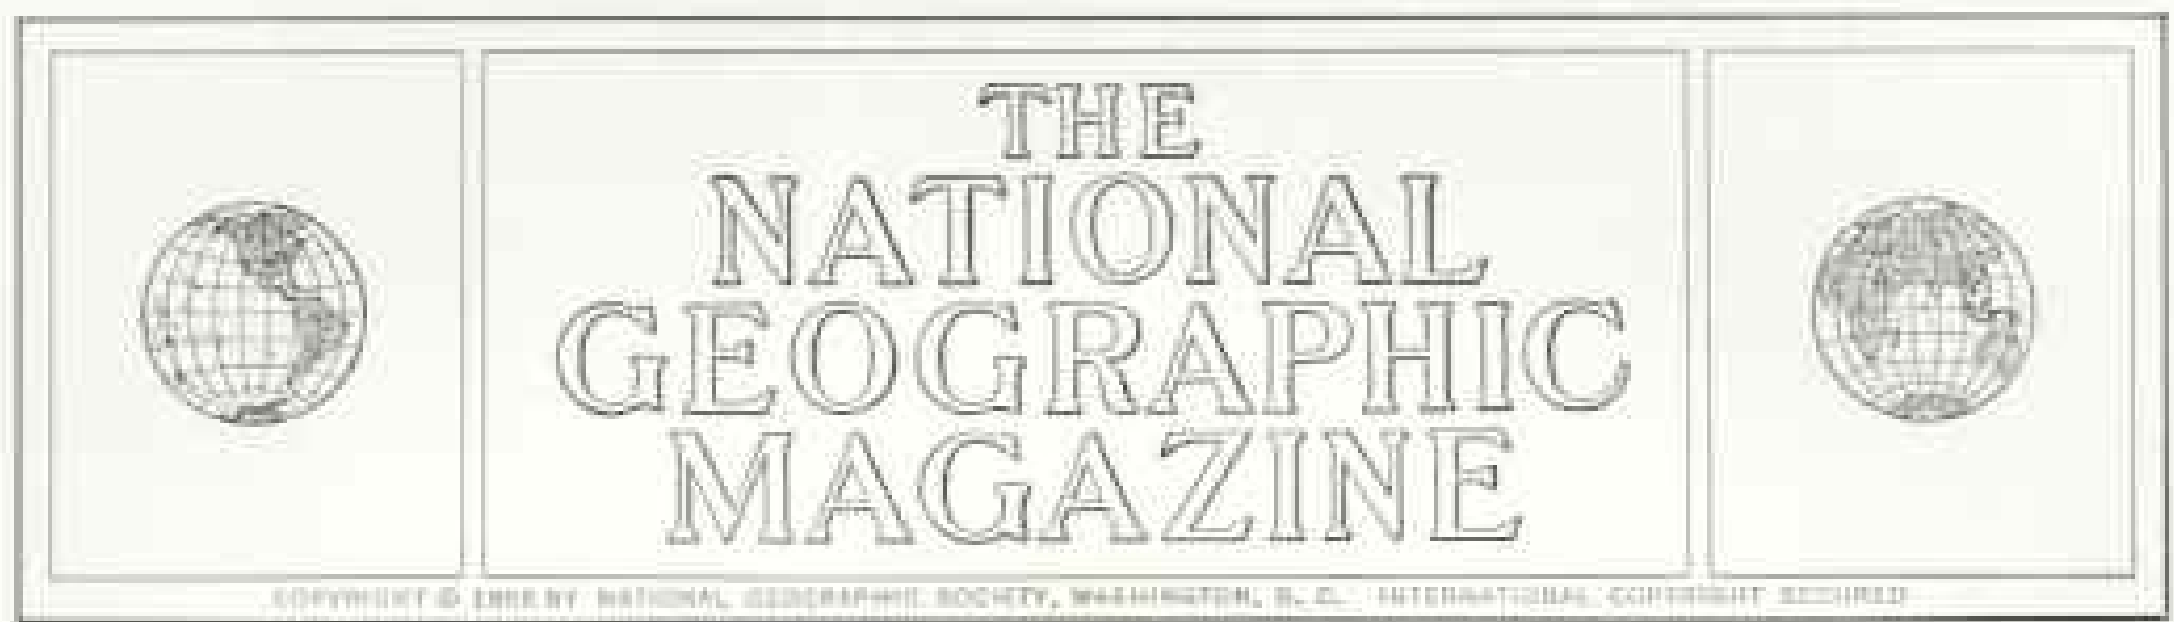 THE
NATIONAL
GEOGRAPHIC
MAGAZINE
COPYRIGHT © BY NATIONAL GEOGRAPHIC SOCIETY, WASHINGTON, D. C. INTERNATIONAL COPYRIGHT SECURED